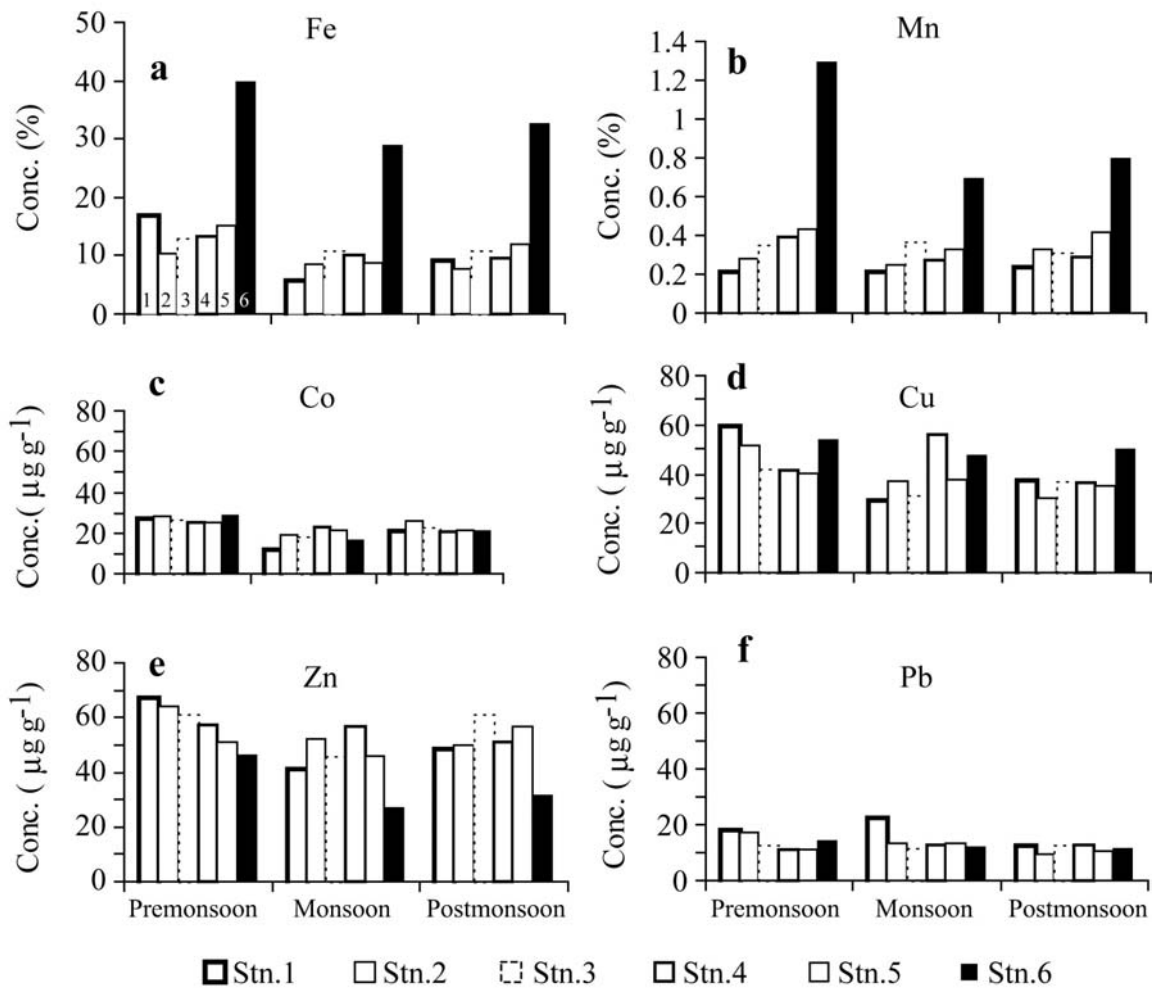 Fe
a
Conc. (%)
50
40
30
20
10
0
1 2 3 4 5 6
Mn
b
Conc. (%)
1.4
1.2
1
0.8
0.6
0.4
0.2
0
Co
c
Conc.( µg g-1)
80
60
40
20
0
Cu
d
Conc. ( µg g-1)
80
60
40
20
0
Zn
e
Conc. ( µg g-1)
80
60
40
20
0
Premonsoon Monsoon Postmonsoon
Pb
f
Conc. ( µg g-1)
80
60
40
20
0
Premonsoon Monsoon Postmonsoon
Stn.1 Stn.2 Stn.3 Stn.4 Stn.5 Stn.6